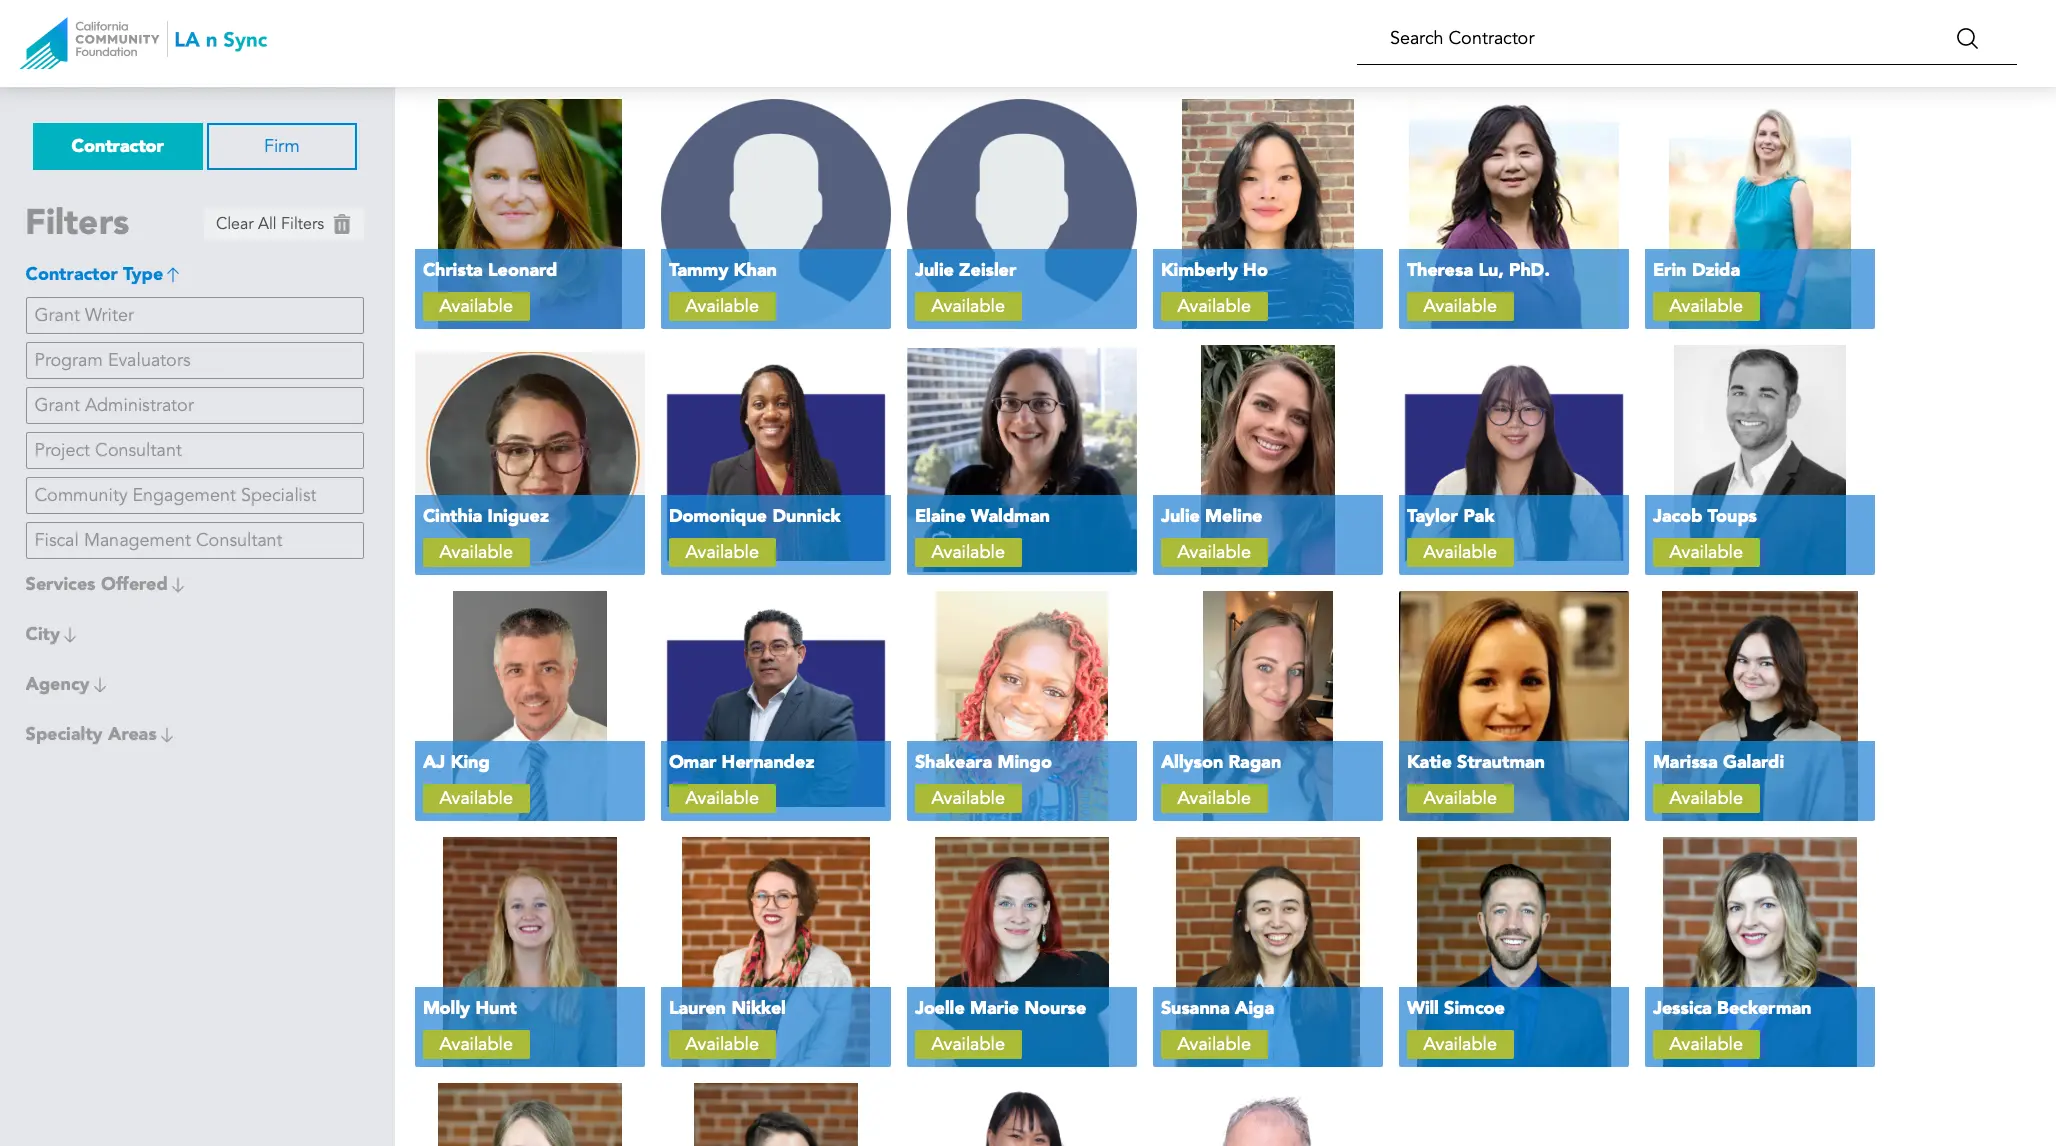 California
COMMUNITY
Foundation
LA n Sync
Search Contractor
Contractor
Firm
Filters
Clear All Filters
Contractor Type
Grant Writer
Program Evaluators
Grant Administrator
Project Consultant
Community Engagement Specialist
Fiscal Management Consultant
Services Offered
City
Agency
Specialty Areas
Christa Leonard
Available
Tammy Khan
Available
Julie Zeisler
Available
Kimberly Ho
Available
Theresa Lu, PhD.
Available
Erin Dzida
Available
Cinthia Iniguez
Available
Domonique Dunnick
Available
Elaine Waldman
Available
Julie Meline
Available
Taylor Pak
Available
Jacob Toups
Available
AJ King
Available
Omar Hernandez
Available
Shakeara Mingo
Available
Allyson Ragan
Available
Katie Strautman
Available
Marissa Galardi
Available
Molly Hunt
Available
Lauren Nikkel
Available
Joelle Marie Nourse
Available
Susanna Aiga
Available
Will Simcoe
Available
Jessica Beckerman
Available